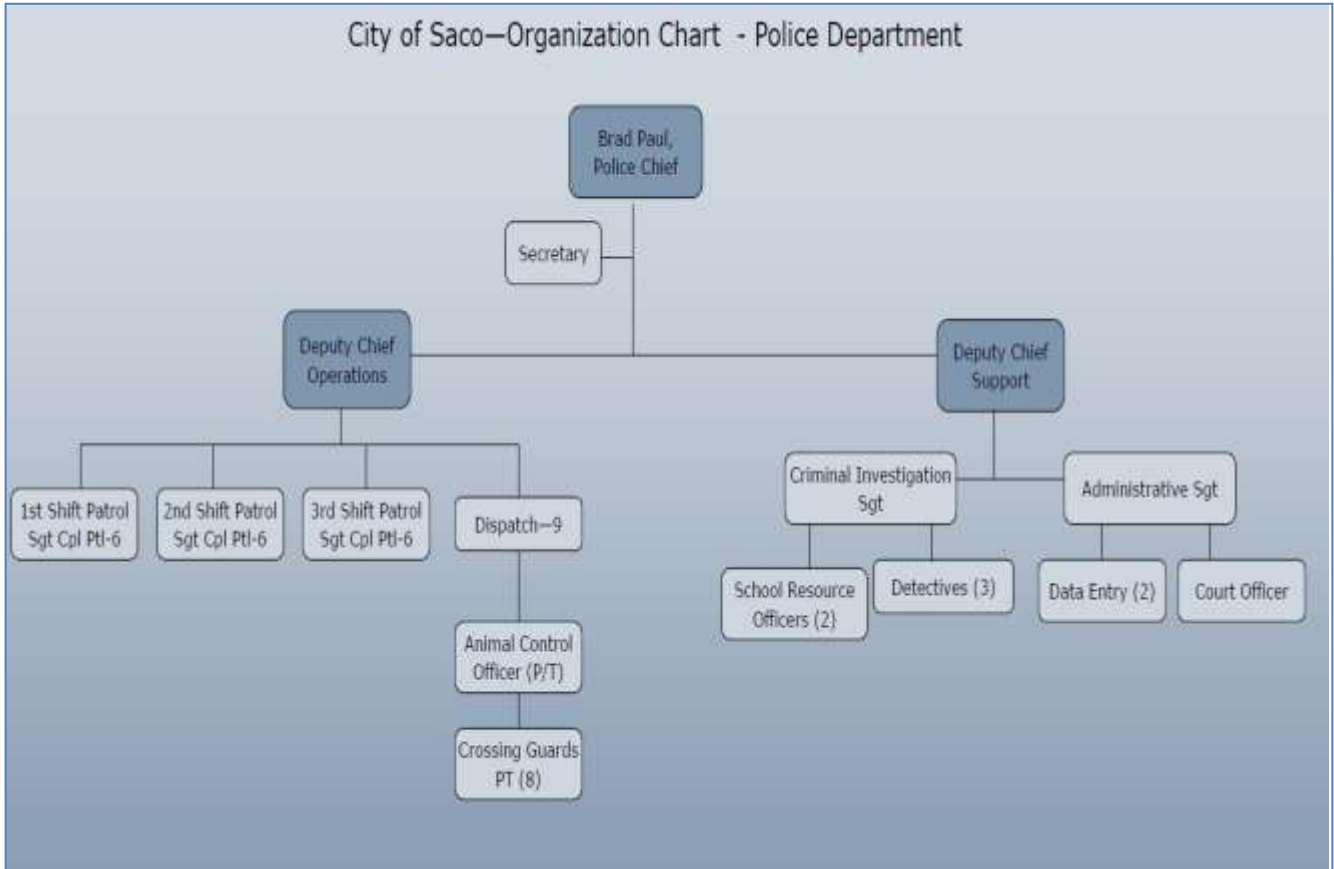 City of Saco—Organization Chart - Police Department
Brad Paul,
Police Chief
Secretary
Deputy Chief
Operations
Deputy Chief
Support
1st Shift Patrol
Sgt Cpl Ptl-6
2nd Shift Patrol
Sgt Cpl Ptl-6
3rd Shift Patrol
Sgt Cpl Ptl-6
Dispatch—9
Animal Control
Officer (P/T)
Crossing Guards
PT (8)
Criminal Investigation
Sgt
Administrative Sgt
School Resource
Officers (2)
Detectives (3)
Data Entry (2)
Court Officer